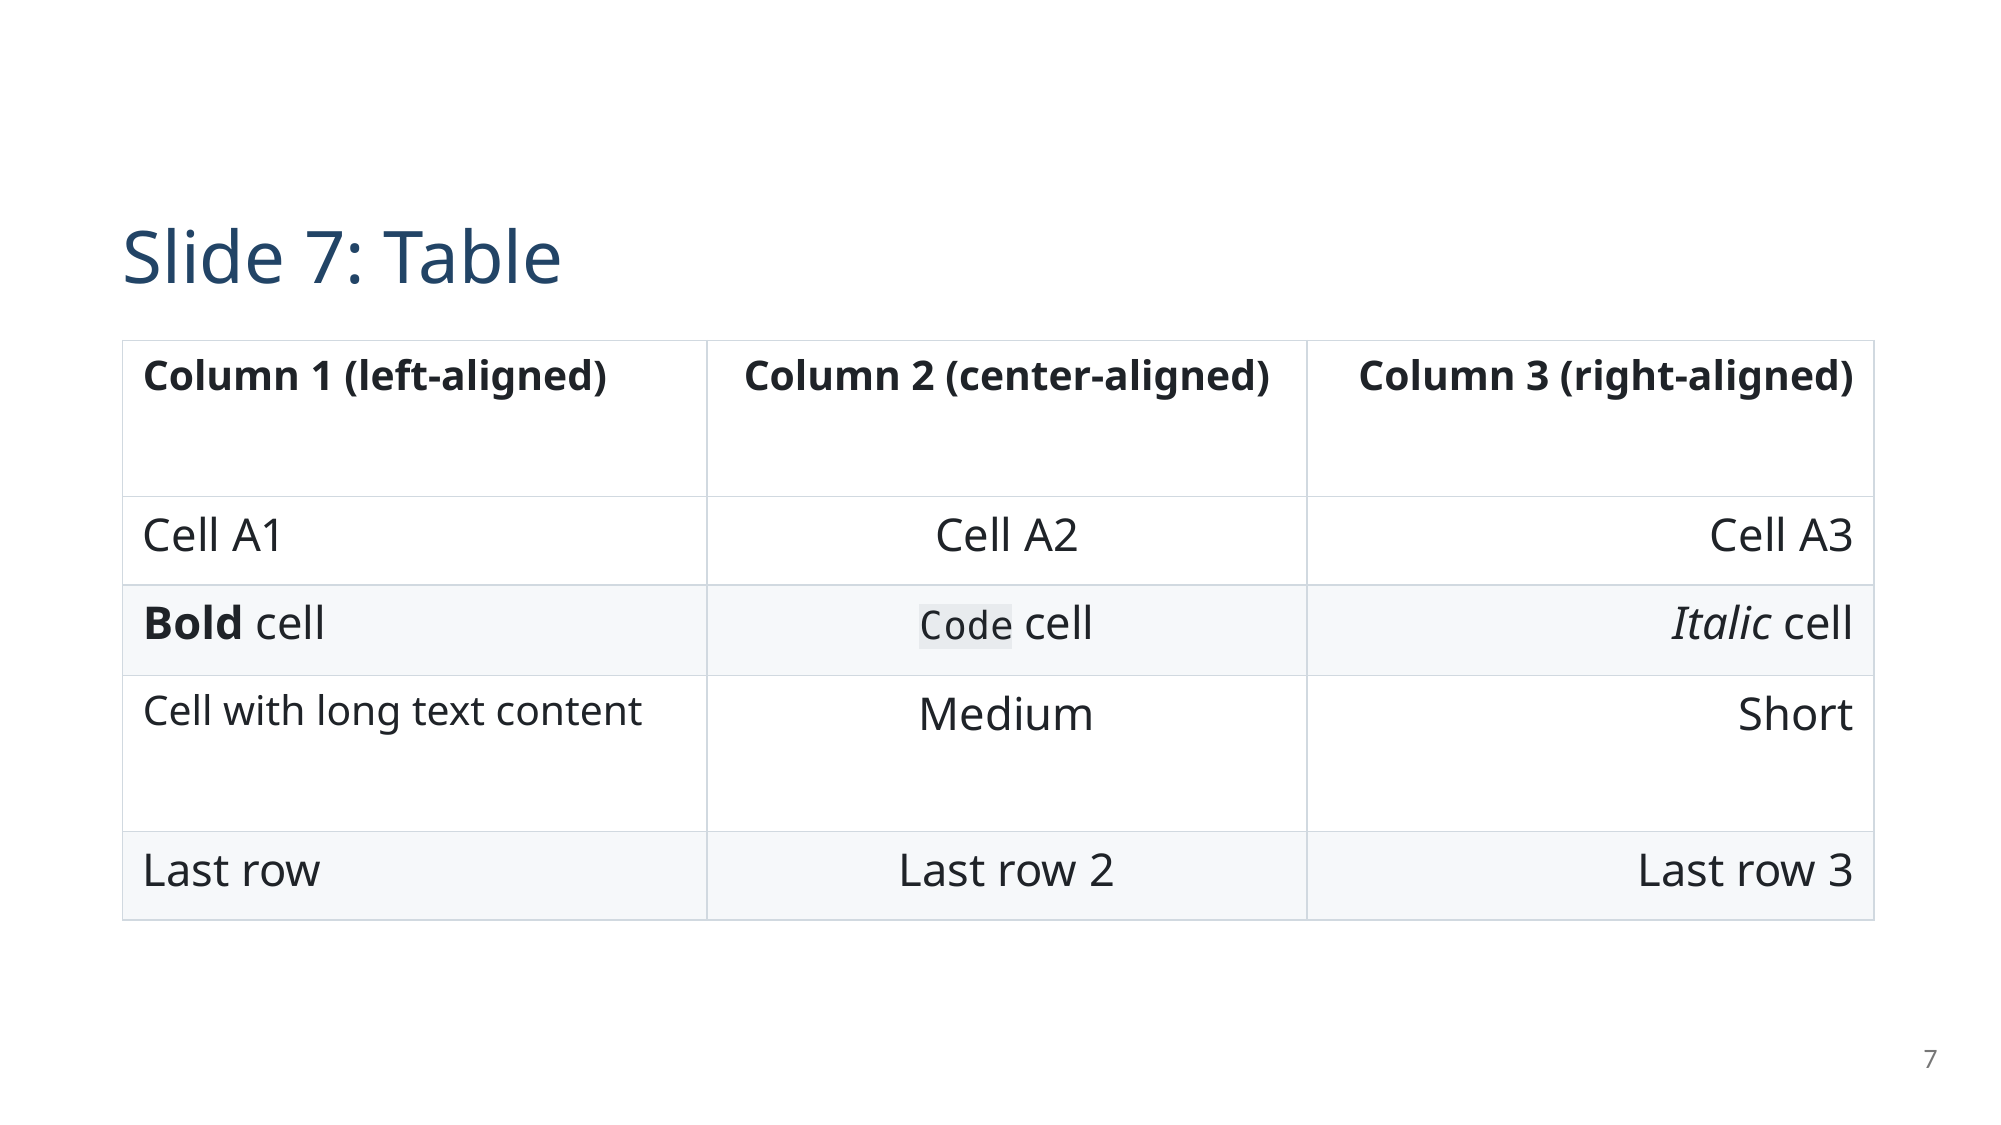 Slide 7: Table
Column 1 (left-aligned) Column 2 (center-aligned) Column 3 (right-aligned)
Cell A1 Cell A2 Cell A3
Bold cell Code cell Italic cell
Cell with long text content Medium Short
Last row Last row 2 Last row 3
7